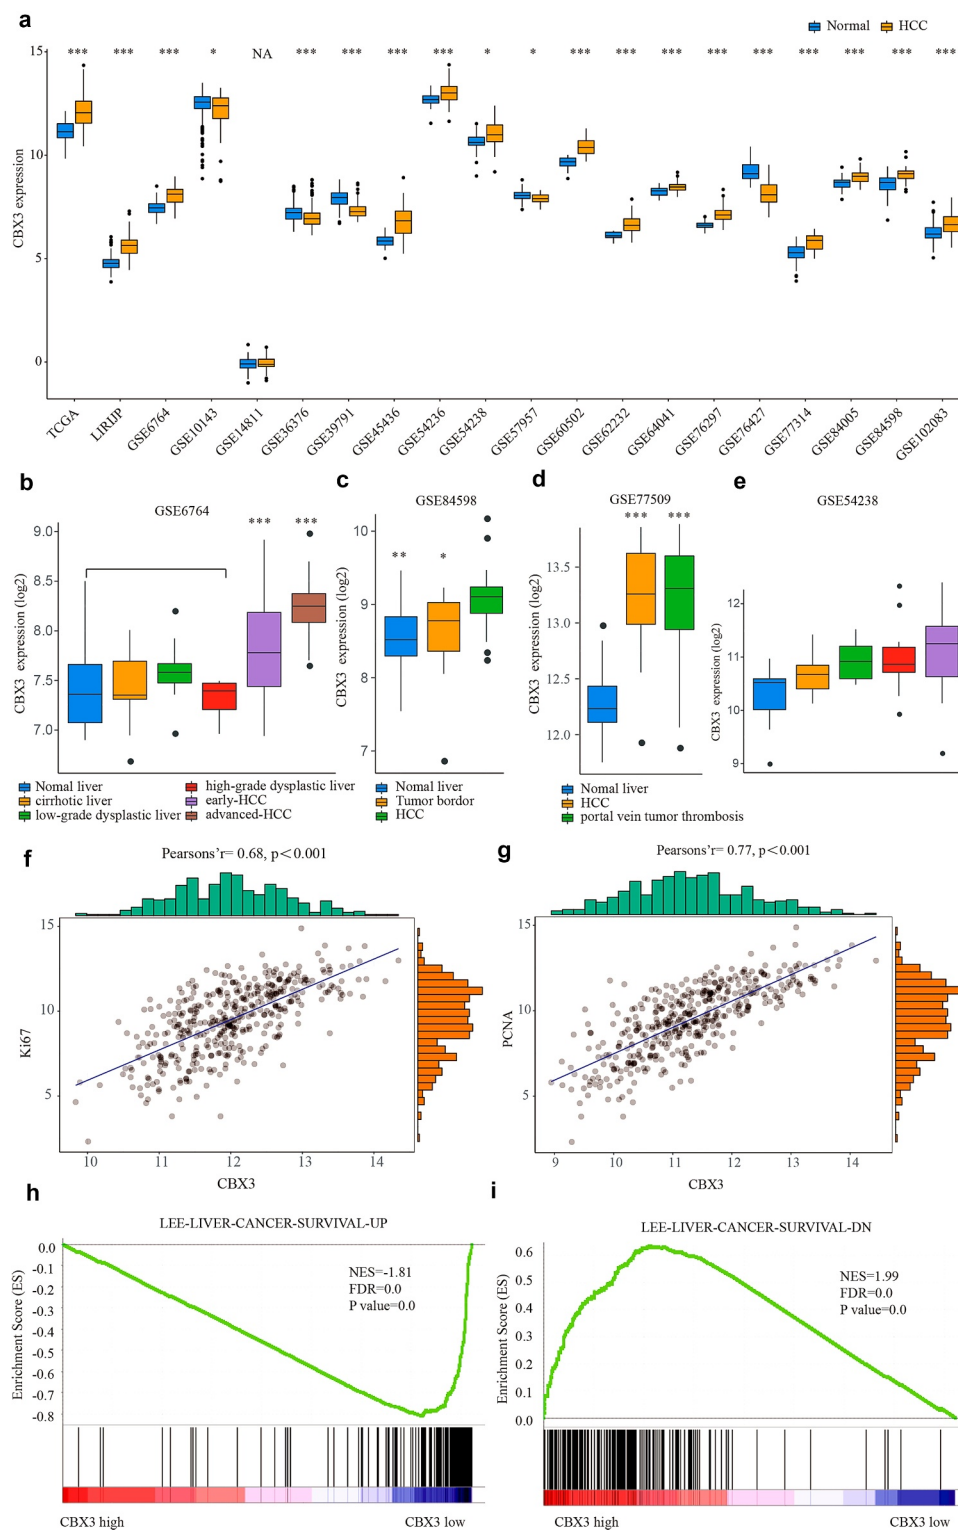 a
Normal HCC
*** *** *** * NA *** *** *** *** * * *** *** *** *** *** *** *** *** ***
CBX3 expression
15
10
5
0
TCGA LIRIJP GSE6764 GSE10143 GSE14811 GSE36376 GSE39791 GSE45436 GSE54236 GSE54238 GSE57957 GSE60502 GSE62232 GSE64041 GSE76297 GSE76427 GSE77314 GSE84005 GSE84598 GSE102083
b
GSE6764
*** ***
CBX3 expression (log2)
9.0
8.5
8.0
7.5
7.0
Nomal liver
cirrhotic liver
low-grade dysplastic liver
high-grade dysplastic liver
early-HCC
advanced-HCC
c
GSE84598
** *
CBX3 expression (log2)
10
9
8
7
Nomal liver
Tumor bordor
HCC
d
GSE77509
*** ***
CBX3 expression (log2)
13.5
13.0
12.5
12.0
Nomal liver
HCC
portal vein tumor thrombosis
e
GSE54238
CBX3 expression (log2)
12
11
10
9
f
Pearsons'r= 0.68, p<0.001
Ki67
15
10
5
10 11 12 13 14
CBX3
g
Pearsons'r= 0.77, p<0.001
PCNA
15
10
5
9 10 11 12 13 14
CBX3
h
LEE-LIVER-CANCER-SURVIVAL-UP
Enrichment Score (ES)
0.0
-0.1
-0.2
-0.3
-0.4
-0.5
-0.6
-0.7
-0.8
NES=-1.81
FDR=0.0
P value=0.0
CBX3 high CBX3 low
i
LEE-LIVER-CANCER-SURVIVAL-DN
Enrichment Score (ES)
0.6
0.5
0.4
0.3
0.2
0.1
0.0
NES=1.99
FDR=0.0
P value=0.0
CBX3 high CBX3 low